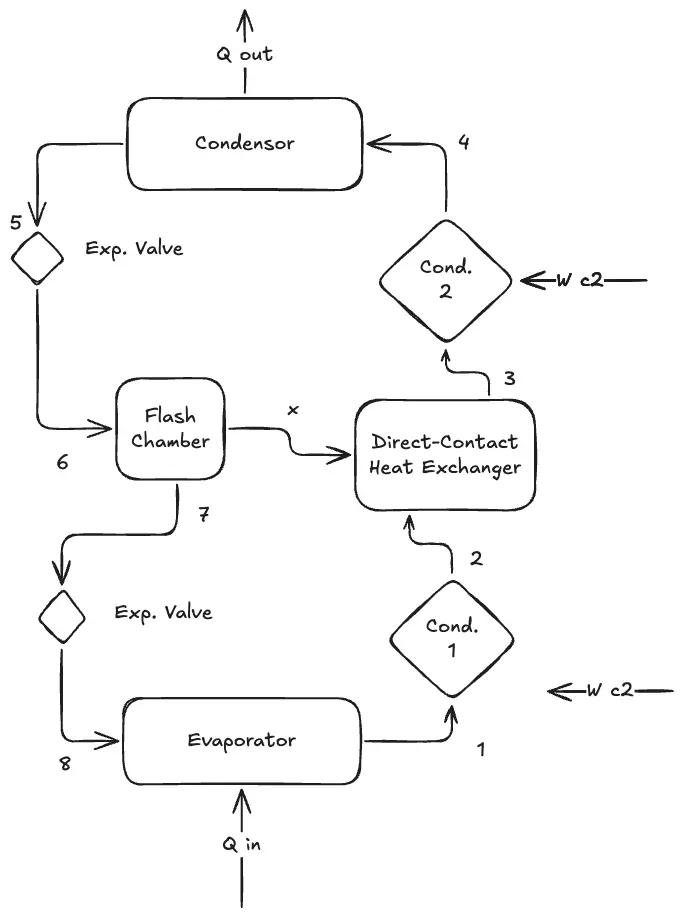 Q out
Condensor
4
5
Exp. Valve
Cond.
2
W c2
3
Flash
Chamber
x
Direct-Contact
Heat Exchanger
6
7
2
Exp. Valve
Cond.
1
W c2
Evaporator
8
1
Q in